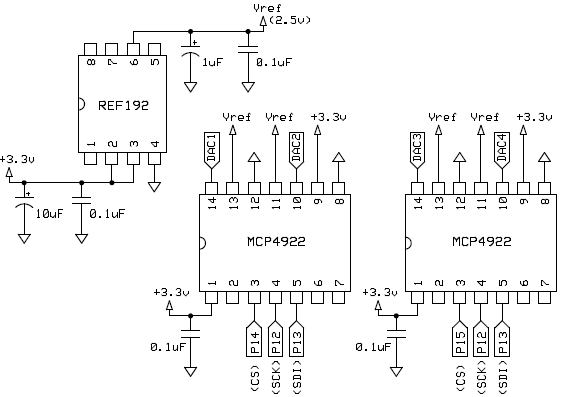 Vref
(2.5v)
1uF
0.1uF
8 7 6 5
REF192
1 2 3 4
+3.3v
10uF
0.1uF
DAC1
Vref
Vref
DAC2
+3.3v
14 13 12 11 10 9 8
MCP4922
1 2 3 4 5 6 7
+3.3v
0.1uF
P14
P12
P13
(CS)
(SCK)
(SDI)
DAC3
Vref
Vref
DAC4
+3.3v
14 13 12 11 10 9 8
MCP4922
1 2 3 4 5 6 7
+3.3v
0.1uF
P15
P12
P13
(CS)
(SCK)
(SDI)